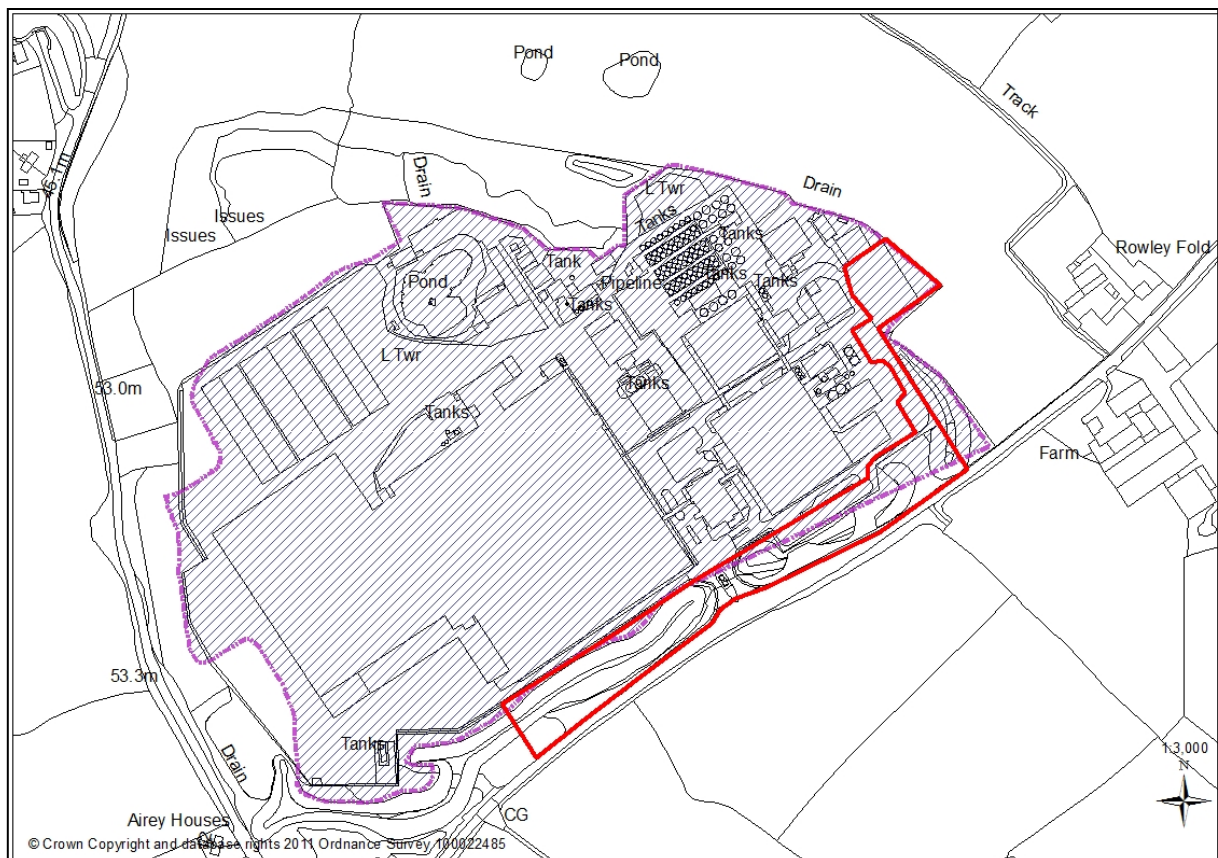 Pond
Pond
Track
46.1m
Drain
L Twr
Drain
Issues
Tanks
Issues
Tanks
Rowley Fold
Tank
Tanks
Pond
Pipeline
Tanks
Tanks
L Twr
53.0m
Tanks
Tanks
Farm
53.3m
Tanks
1:3,000
N
Drain
CG
Airey Houses
© Crown Copyright and database rights 2011 Ordnance Survey 100022485